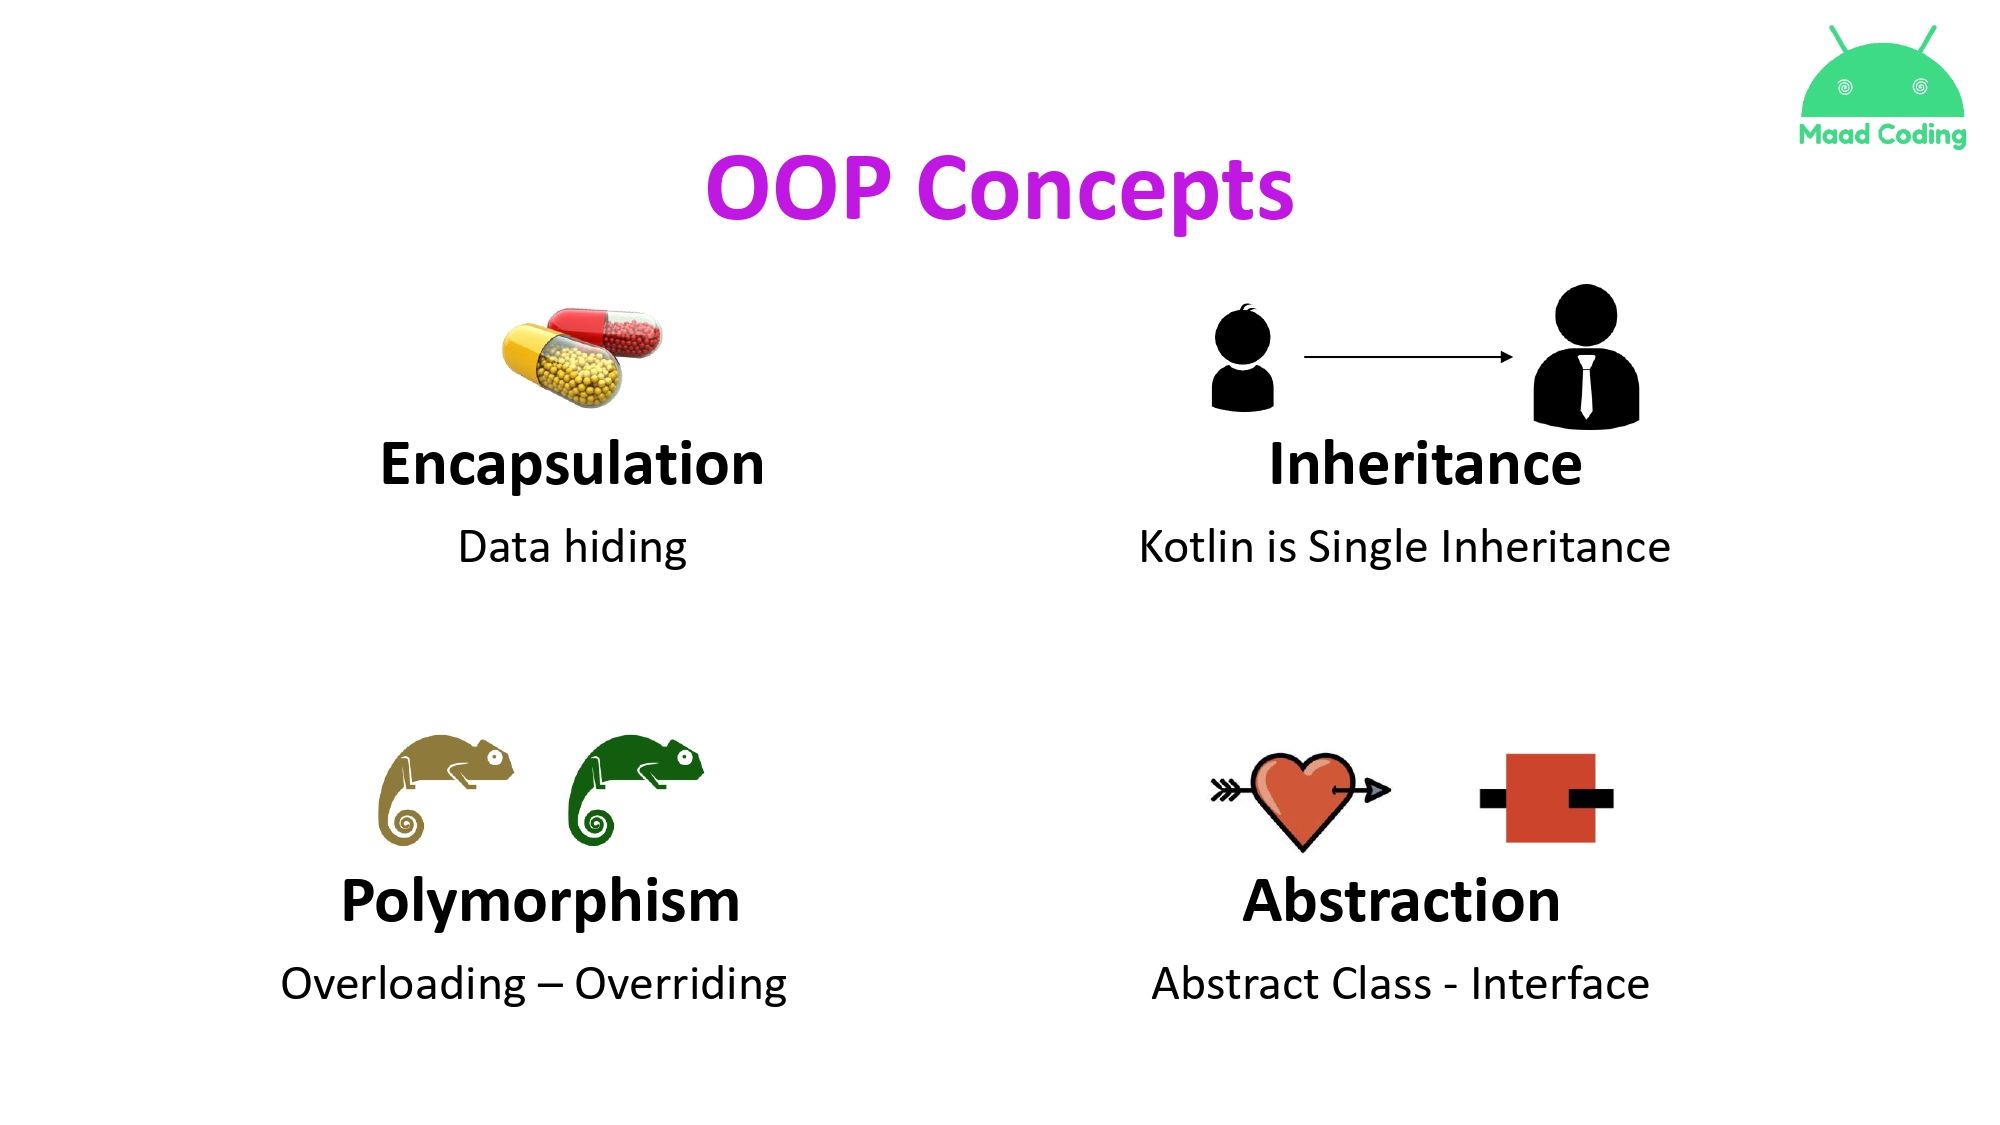 Maad Coding
OOP Concepts
Encapsulation
Data hiding
Inheritance
Kotlin is Single Inheritance
Polymorphism
Overloading – Overriding
Abstraction
Abstract Class - Interface